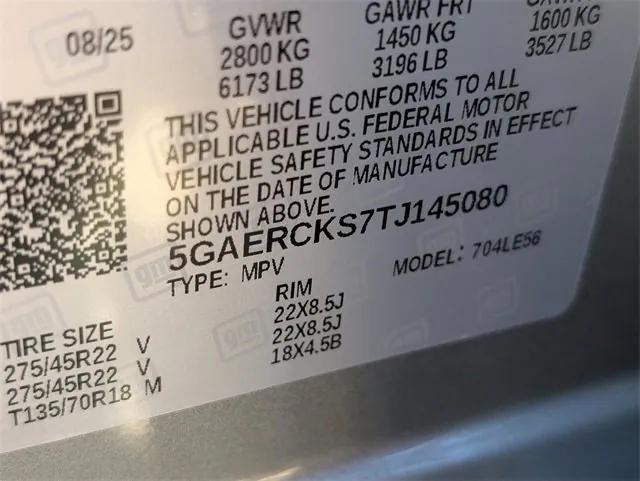 08/25
GVWR
2800 KG
6173 LB
GAWR FRT
1450 KG
3196 LB
1600 KG
3527 LB
THIS VEHICLE CONFORMS TO ALL
APPLICABLE U.S. FEDERAL MOTOR
VEHICLE SAFETY STANDARDS IN EFFECT
ON THE DATE OF MANUFACTURE
SHOWN ABOVE.
5GAERCKS7TJ145080
TYPE: MPV
MODEL: 704LE56
TIRE SIZE
275/45R22 V
275/45R22 V
T135/70R18 M
RIM
22X8.5J
22X8.5J
18X4.5B
gm
gm
gm